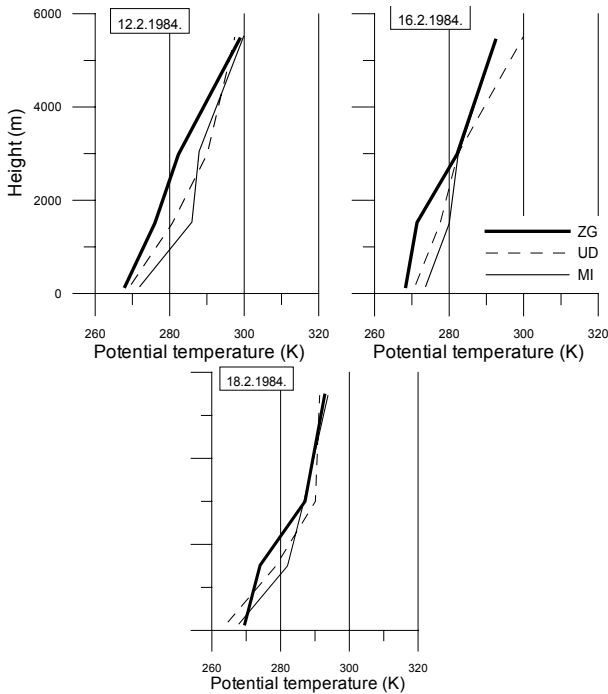 6000
12.2.1984.
16.2.1984.
4000
Height (m)
2000
ZG
UD
MI
0
260 280 300 320
260 280 300 320
Potential temperature (K)
Potential temperature (K)
18.2.1984.
260 280 300 320
Potential temperature (K)